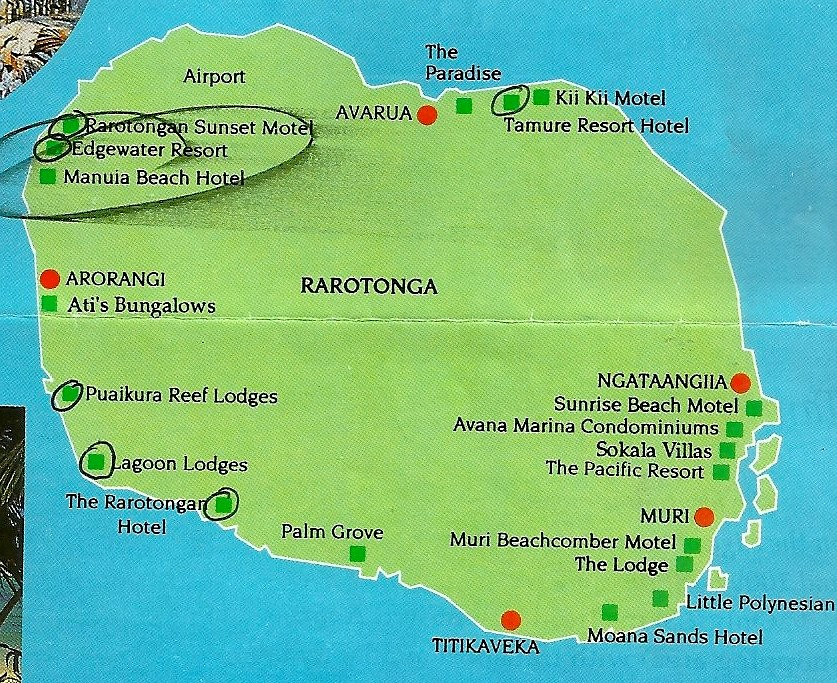 The
Paradise
Airport
Kii Kii Motel
AVARUA
Tamure Resort Hotel
Rarotongan Sunset Motel
Edgewater Resort
Manuia Beach Hotel
ARORANGI
RAROTONGA
Ati's Bungalows
NGATAANGIIA
Puaikura Reef Lodges
Sunrise Beach Motel
Avana Marina Condominiums
Sokala Villas
Lagoon Lodges
The Pacific Resort
The Rarotongan
Hotel
MURI
Palm Grove
Muri Beachcomber Motel
The Lodge
Little Polynesian
Moana Sands Hotel
TITIKAVEKA